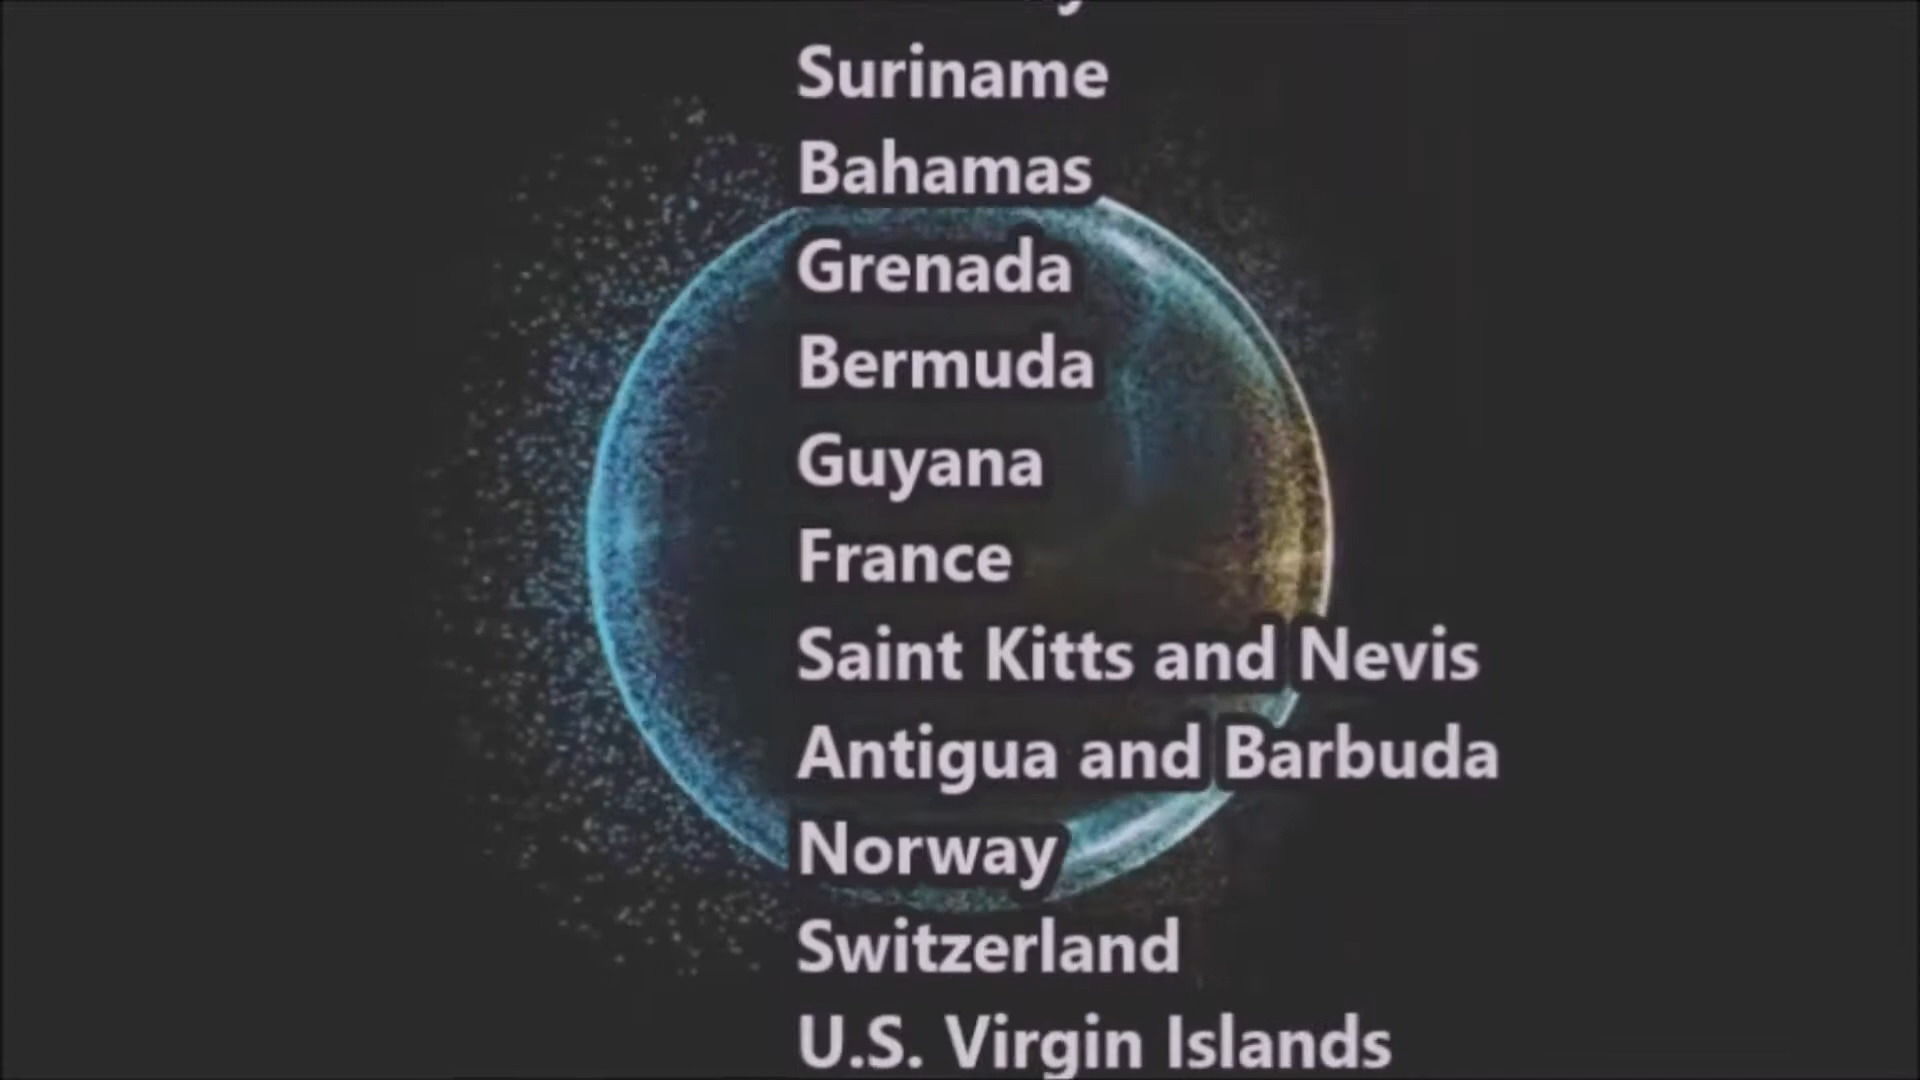 Suriname
Bahamas
Grenada
Bermuda
Guyana
France
Saint Kitts and Nevis
Antigua and Barbuda
Norway
Switzerland
U.S. Virgin Islands